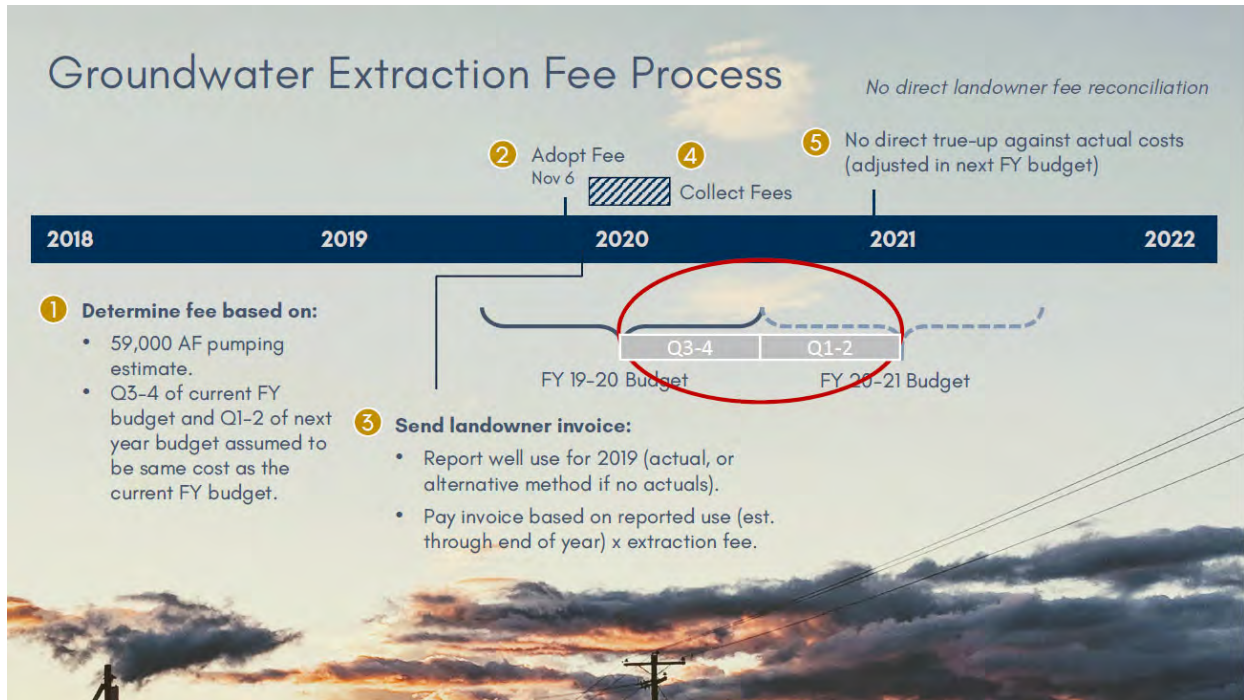 Groundwater Extraction Fee Process
No direct landowner fee reconciliation
2 Adopt Fee
Nov 6
4
Collect Fees
5 No direct true-up against actual costs
(adjusted in next FY budget)
2018 2019 2020 2021 2022
1 Determine fee based on:
• 59,000 AF pumping
estimate.
• Q3-4 of current FY
budget and Q1-2 of next
year budget assumed to
be same cost as the
current FY budget.
Q3-4 Q1-2
FY 19-20 Budget FY 20-21 Budget
3 Send landowner invoice:
• Report well use for 2019 (actual, or
alternative method if no actuals).
• Pay invoice based on reported use (est.
through end of year) x extraction fee.